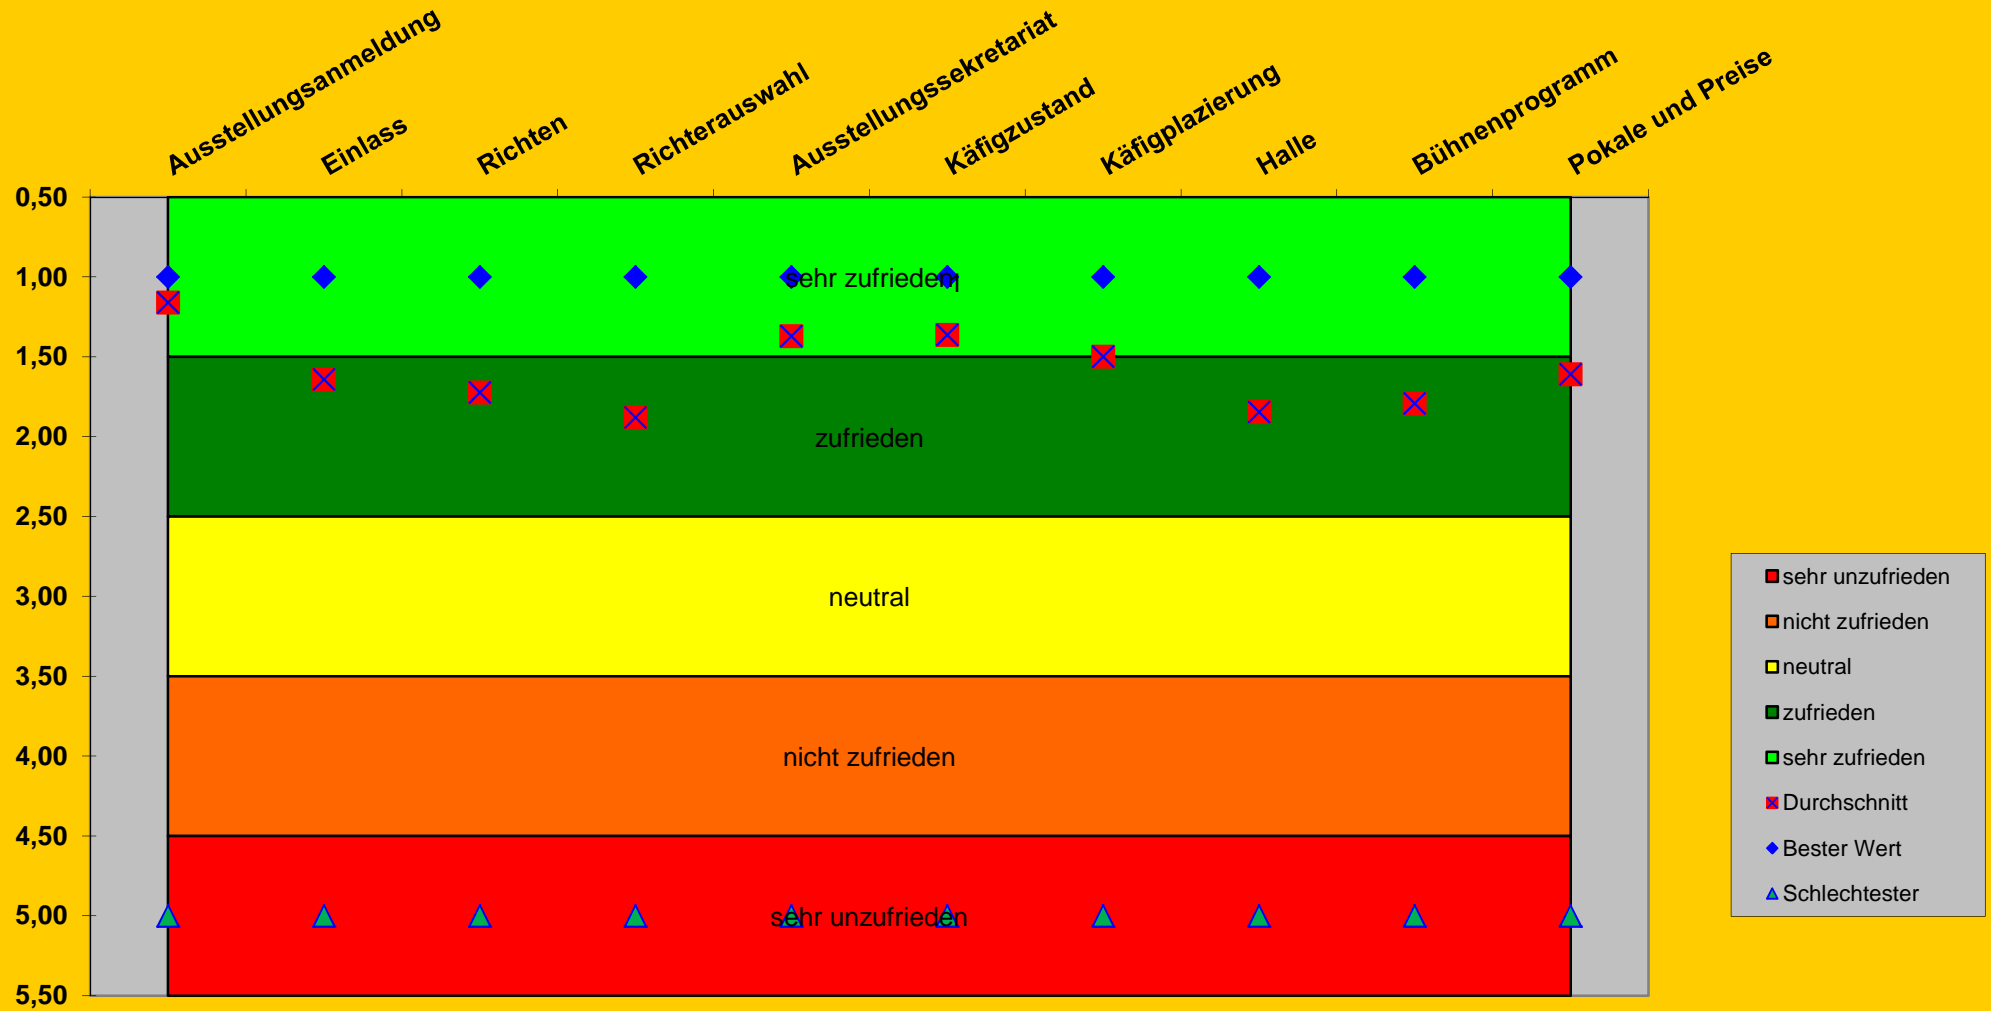 Ausstellungsanmeldung
Einlass
Richten
Richterauswahl
Ausstellungssekretariat
Käfigzustand
Käfigplazierung
Halle
Bühnenprogramm
Pokale und Preise
0,50
1,00
1,50
2,00
2,50
3,00
3,50
4,00
4,50
5,00
5,50
sehr zufrieden
zufrieden
neutral
nicht zufrieden
sehr unzufrieden
sehr unzufrieden
nicht zufrieden
neutral
zufrieden
sehr zufrieden
Durchschnitt
Bester Wert
Schlechtester